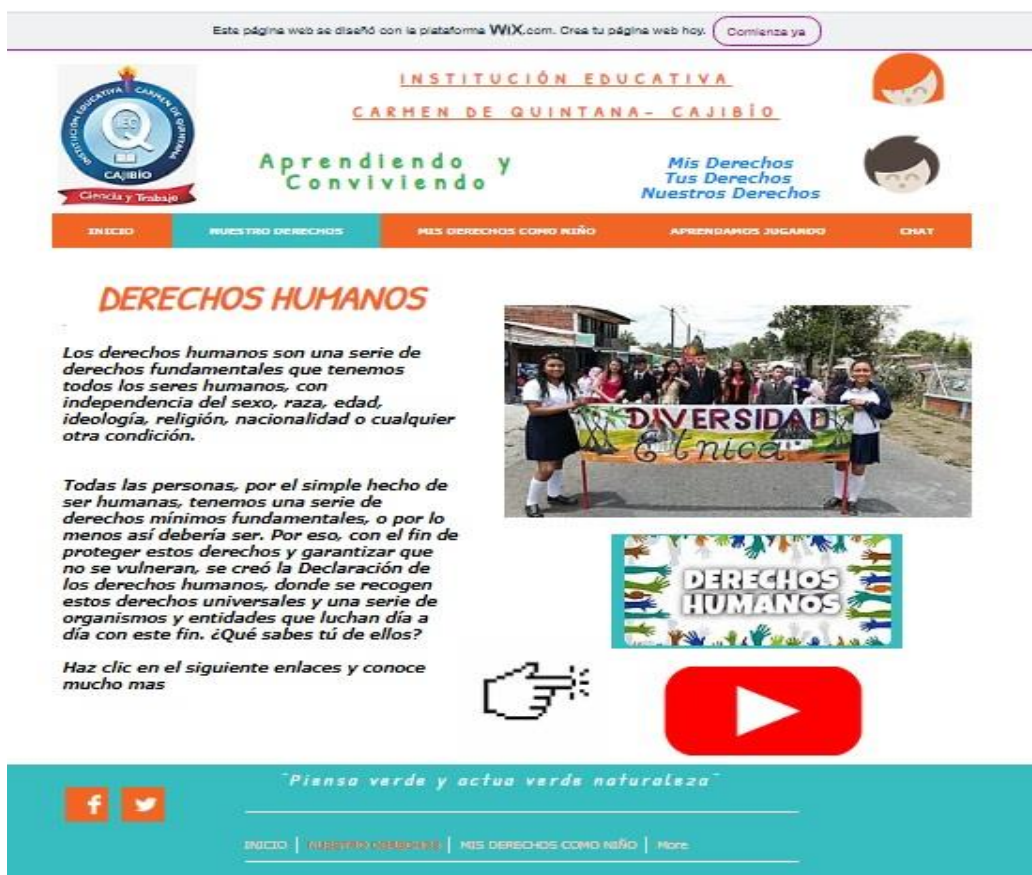 Este página web se diseñó con la plataforma WiX.com. Crea tu página web hoy. Comienza ya
INSTITUCIÓN EDUCATIVA
CARMEN DE QUINTANA- CAJIBÍO
INSTITUCIÓN EDUCATIVA CARMEN DE QUINTANA
IEC
Q
CAJIBÍO
Ciencia y Trabajo
Aprendiendo y
Conviviendo
Mis Derechos
Tus Derechos
Nuestros Derechos
INICIO NUESTRO DERECHOS MIS DERECHOS COMO NIÑO APRENDAMOS JUGANDO CHAT
DERECHOS HUMANOS
Los derechos humanos son una serie de
derechos fundamentales que tenemos
todos los seres humanos, con
independencia del sexo, raza, edad,
ideología, religión, nacionalidad o cualquier
otra condición.
Todas las personas, por el simple hecho de
ser humanas, tenemos una serie de
derechos mínimos fundamentales, o por lo
menos así debería ser. Por eso, con el fin de
proteger estos derechos y garantizar que
no se vulneran, se creó la Declaración de
los derechos humanos, donde se recogen
estos derechos universales y una serie de
organismos y entidades que luchan día a
día con este fin. ¿Qué sabes tú de ellos?
Haz clic en el siguiente enlaces y conoce
mucho mas
DIVERSIDAD
Etnica
DERECHOS
HUMANOS
¨Piensa verde y actua verde naturaleza¨
INICIO | NUESTRO DERECHOS | MIS DERECHOS COMO NIÑO | More